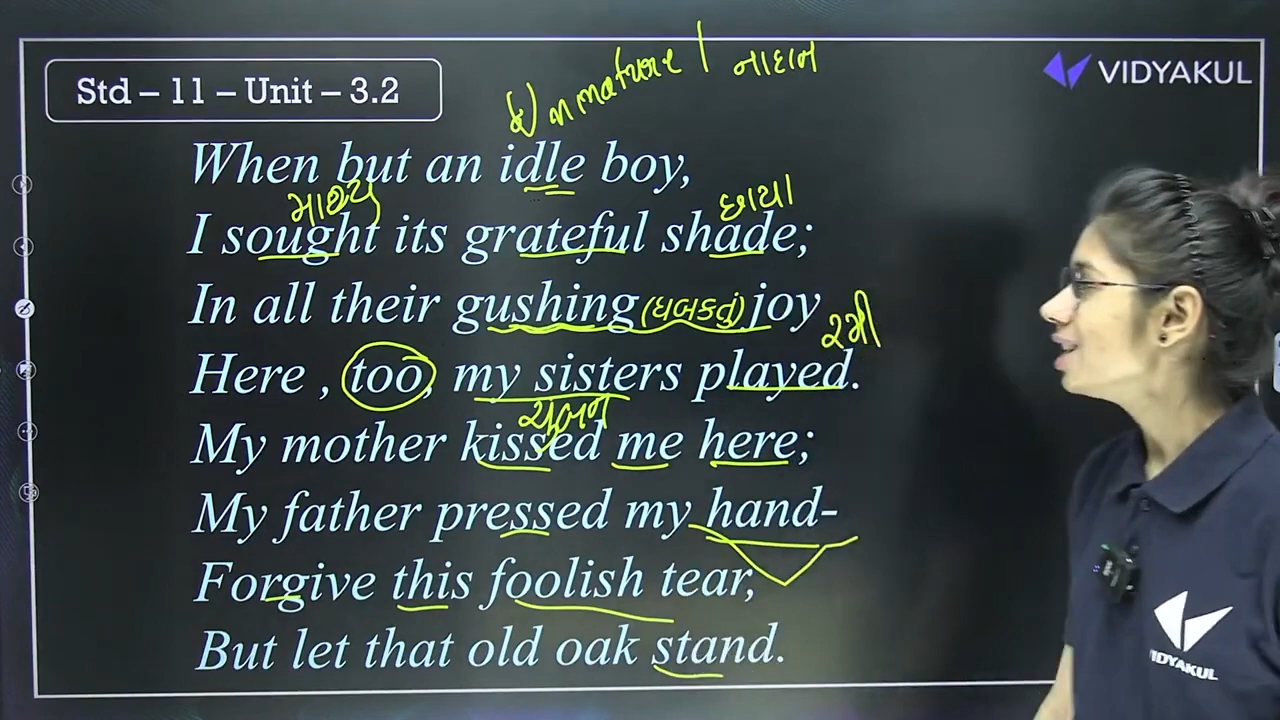 Std – 11 – Unit – 3.2
VIDYAKUL
Immature / નાદાન
When but an idle boy,
છાયા
I sought its grateful shade;
In all their gushing (ધબકતું) joy
રમી
Here , too, my sisters played.
ચુંબન
My mother kissed me here;
My father pressed my hand-
Forgive this foolish tear,
But let that old oak stand.
VIDYAKUL